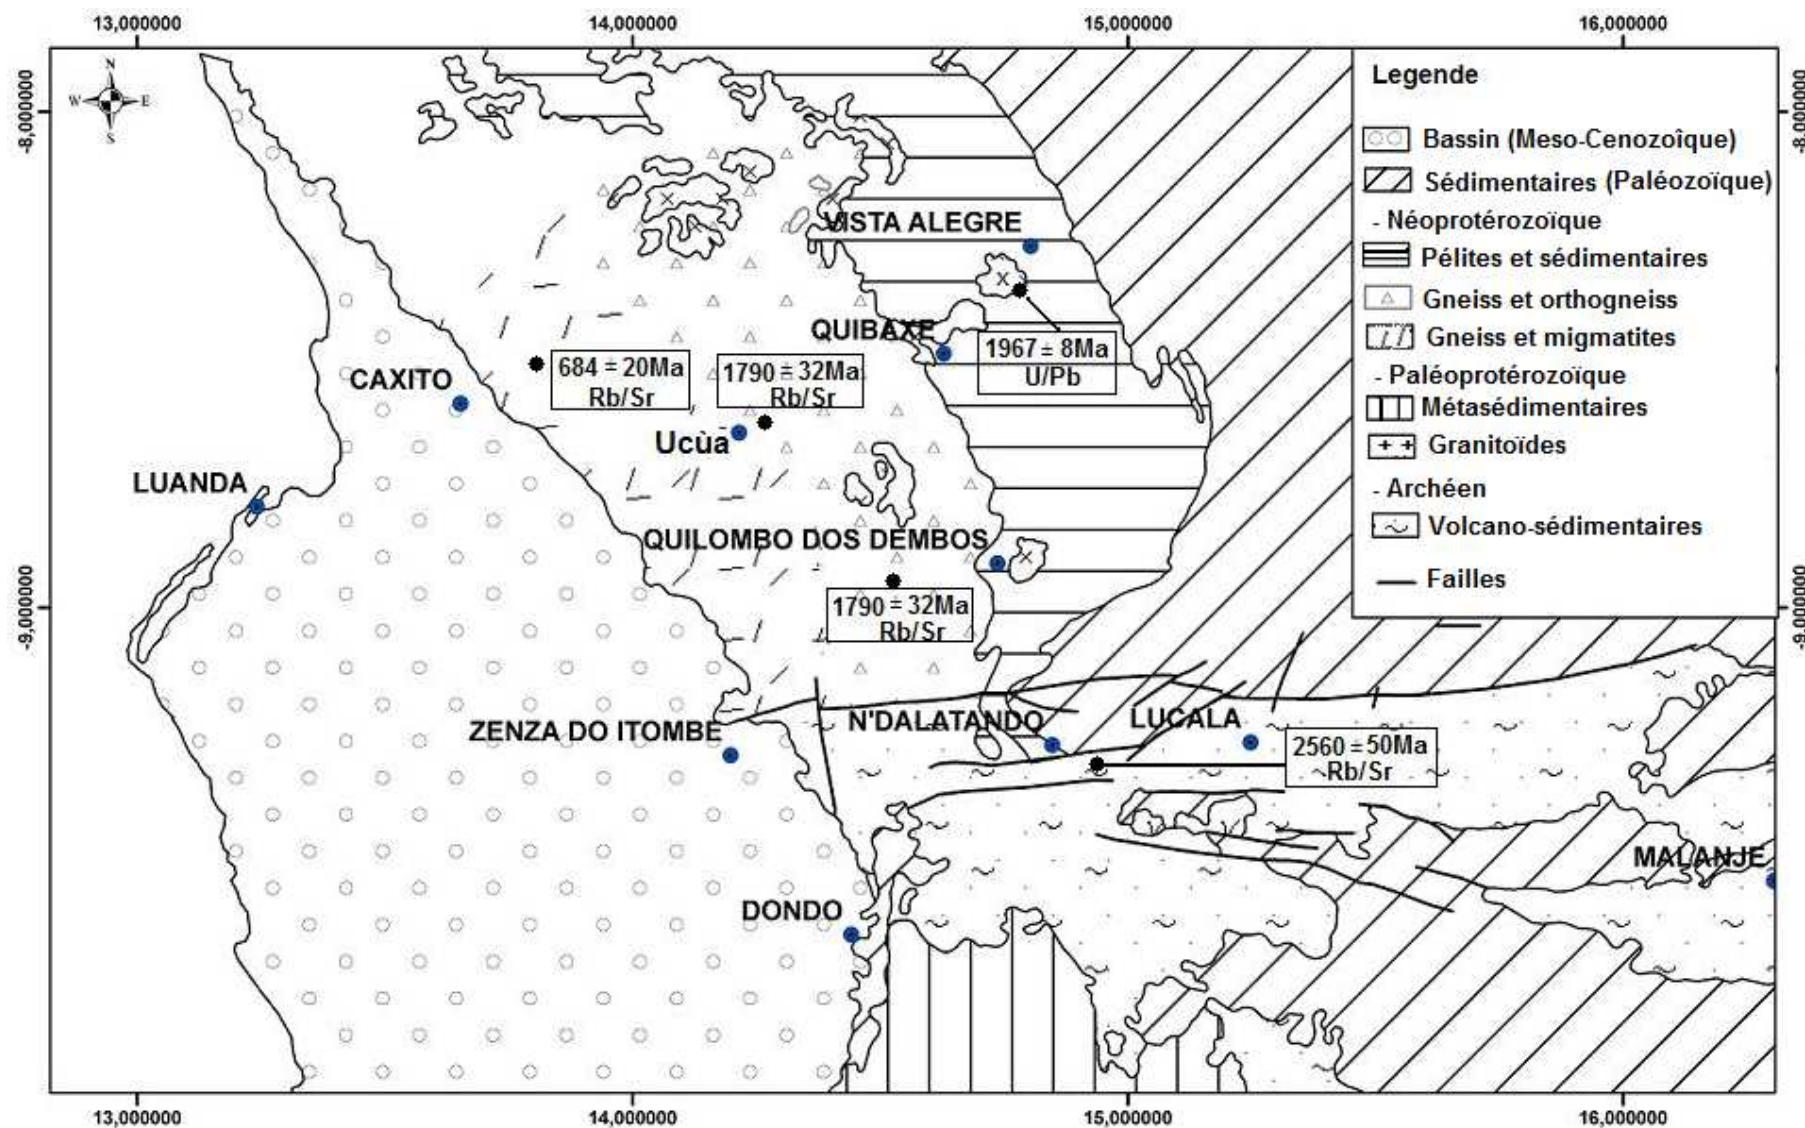 13,000000 14,000000 15,000000 16,000000
-8,000000
-8,000000
N
W E
S
Legende
Bassin (Meso-Cenozoîque)
Sédimentaires (Paléozoïque)
- Néoprotérozoïque
Pélites et sédimentaires
Gneiss et orthogneiss
Gneiss et migmatites
- Paléoprotérozoïque
Métasédimentaires
Granitoïdes
- Archéen
Volcano-sédimentaires
Failles
VISTA ALEGRE
QUIBAXE
1967 ± 8Ma
U/Pb
684 ± 20Ma
Rb/Sr
1790 ± 32Ma
Rb/Sr
CAXITO
Ucùa
LUANDA
QUILOMBO DOS DEMBOS
1790 ± 32Ma
Rb/Sr
-9,000000
-9,000000
ZENZA DO ITOMBE
N'DALATANDO
LUCALA
2560 ± 50Ma
Rb/Sr
MALANJE
DONDO
13,000000 14,000000 15,000000 16,000000